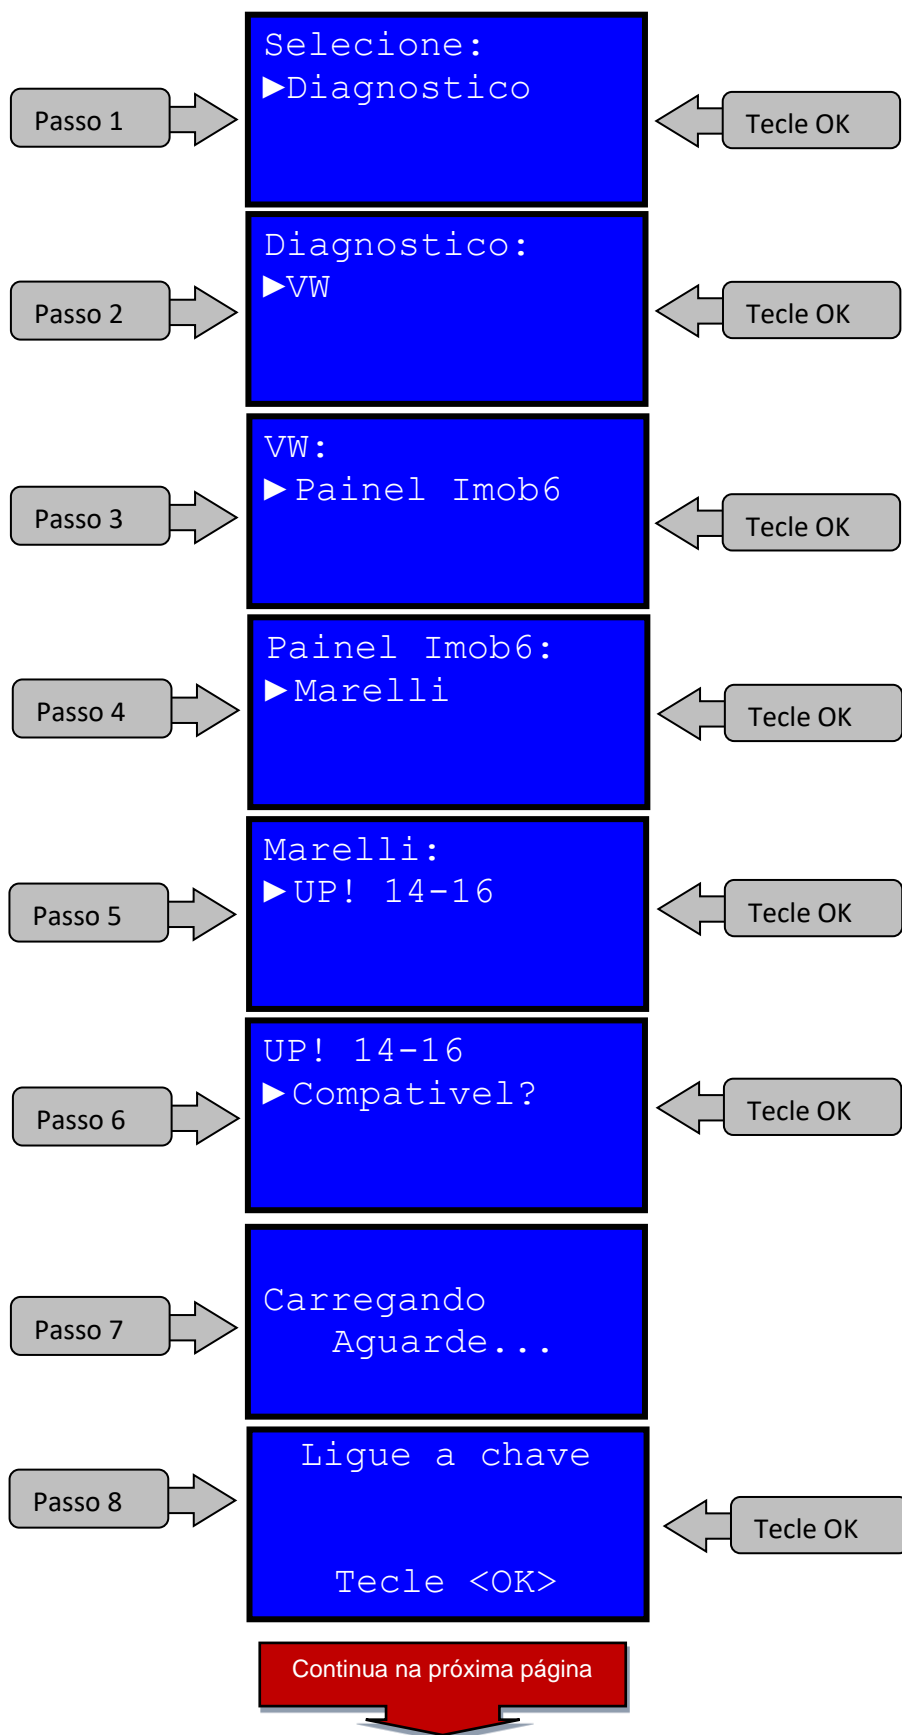 Selecione:
►Diagnostico
Passo 1
Tecle OK
Diagnostico:
►VW
Passo 2
Tecle OK
VW:
►Painel Imob6
Passo 3
Tecle OK
Painel Imob6:
►Marelli
Passo 4
Tecle OK
Marelli:
►UP! 14-16
Passo 5
Tecle OK
UP! 14-16
►Compativel?
Passo 6
Tecle OK
Carregando
Aguarde...
Passo 7
Ligue a chave
Passo 8
Tecle OK
Tecle <OK>
Continua na próxima página